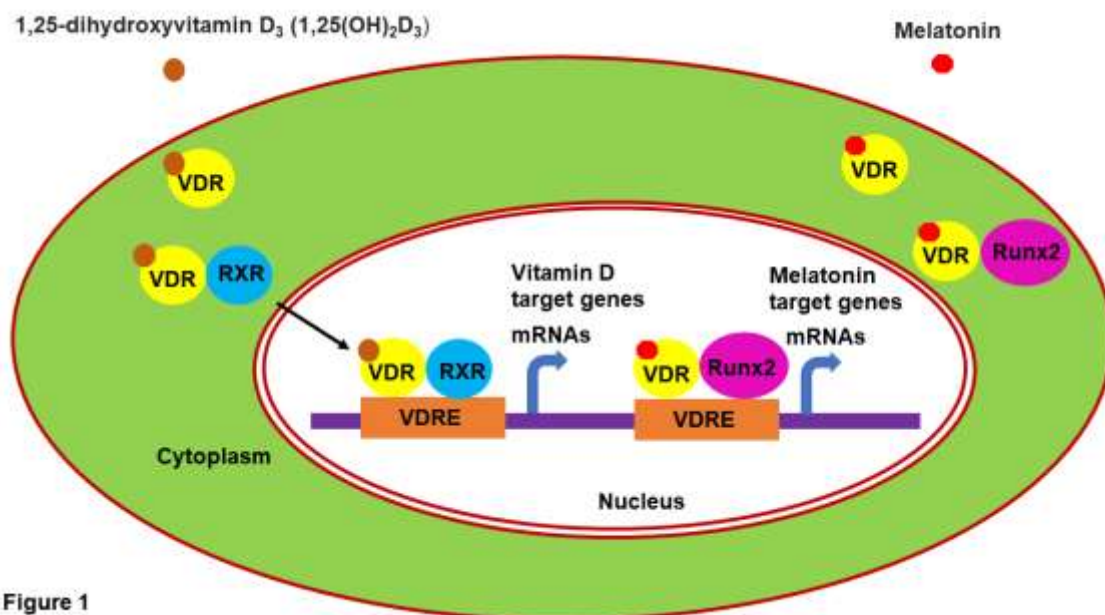 1,25-dihydroxyvitamin D₃ (1,25(OH)₂D₃)
Melatonin
VDR
VDR
VDR RXR
VDR Runx2
Vitamin D
target genes
mRNAs
Melatonin
target genes
mRNAs
VDR RXR
VDR Runx2
VDRE
VDRE
Cytoplasm
Nucleus
Figure 1